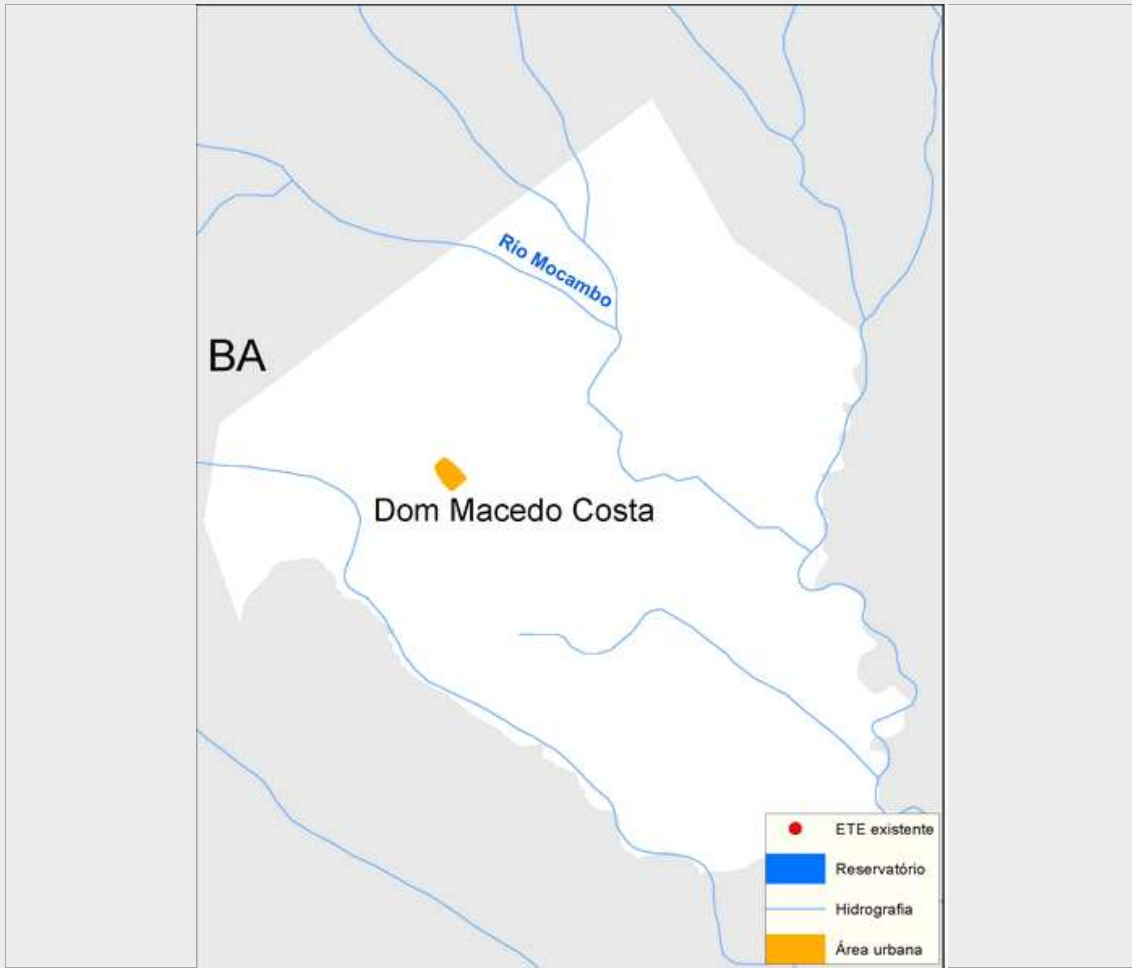 Rio Mocambo
BA
Dom Macedo Costa
ETE existente
Reservatório
Hidrografia
Área urbana